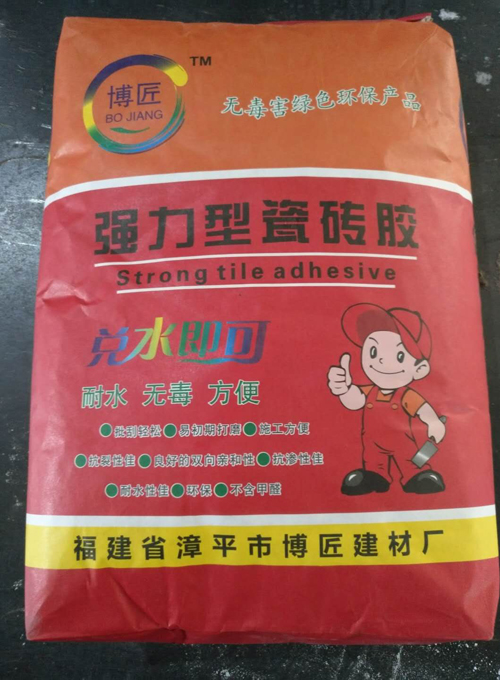 博匠
BO JIANG
TM
无毒害绿色环保产品
强力型瓷砖胶
Strong tile adhesive
兑水即可
耐水 无毒 方便
批刮轻松 易初期打磨 施工方便
抗裂性佳 良好的双向亲和性 抗渗性佳
耐水性佳 环保 不含甲醛
福建省漳平市博匠建材厂